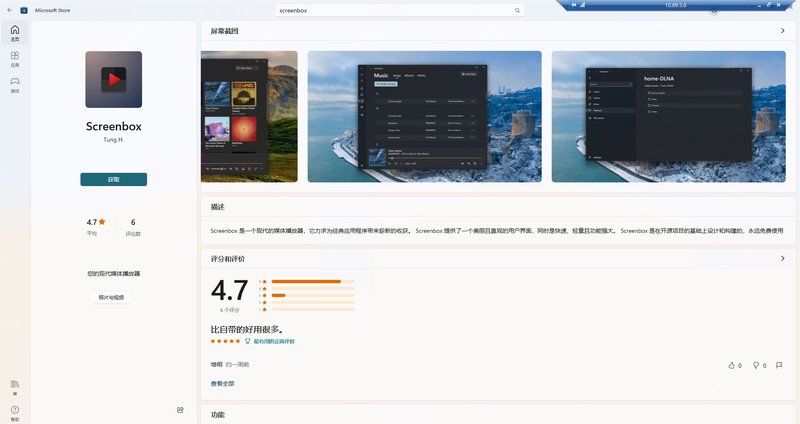 Microsoft Store
screenbox
10.89.5.6
主页
应用
游戏
库
帮助
Screenbox
Tung H.
获取
4.7
平均
6
评论数
您的现代媒体播放器
照片与视频
屏幕截图
Music
home-DLNA
描述
Screenbox 是一个现代的媒体播放器，它力求为经典应用程序带来崭新的收获。 Screenbox 提供了一个美丽且直观的用户界面，同时是快速、轻量且功能强大。 Screenbox 是在开源项目的基础上设计和构建的，永远免费使用
评分和评价
4.7
6 个评分
5
4
3
2
1
比自带的好用很多。
最有用的正面评价
约一周前
0
0
查看全部
功能